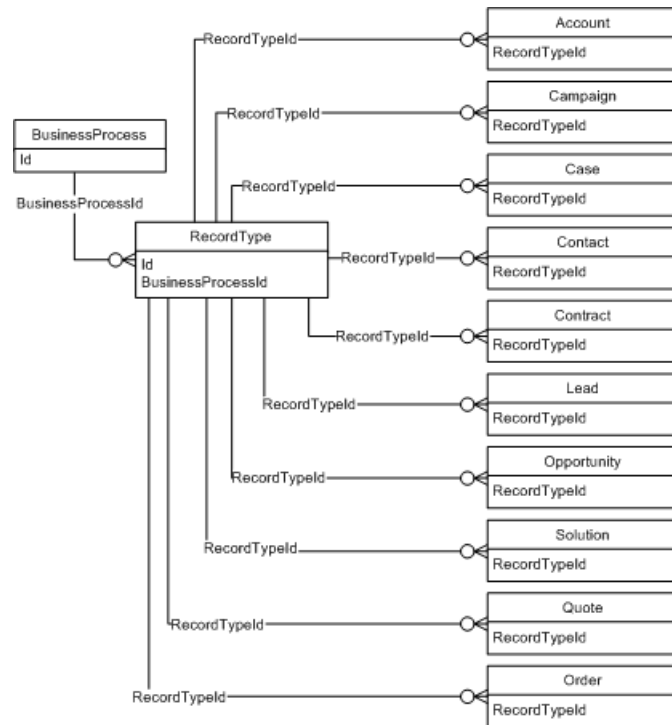 Account
RecordTypeId
RecordTypeId
Campaign
RecordTypeId
RecordTypeId
BusinessProcess
Id
BusinessProcessId
Case
RecordTypeId
RecordTypeId
RecordType
Id
BusinessProcessId
Contact
RecordTypeId
RecordTypeId
Contract
RecordTypeId
RecordTypeId
Lead
RecordTypeId
RecordTypeId
Opportunity
RecordTypeId
RecordTypeId
Solution
RecordTypeId
RecordTypeId
Quote
RecordTypeId
RecordTypeId
Order
RecordTypeId
RecordTypeId